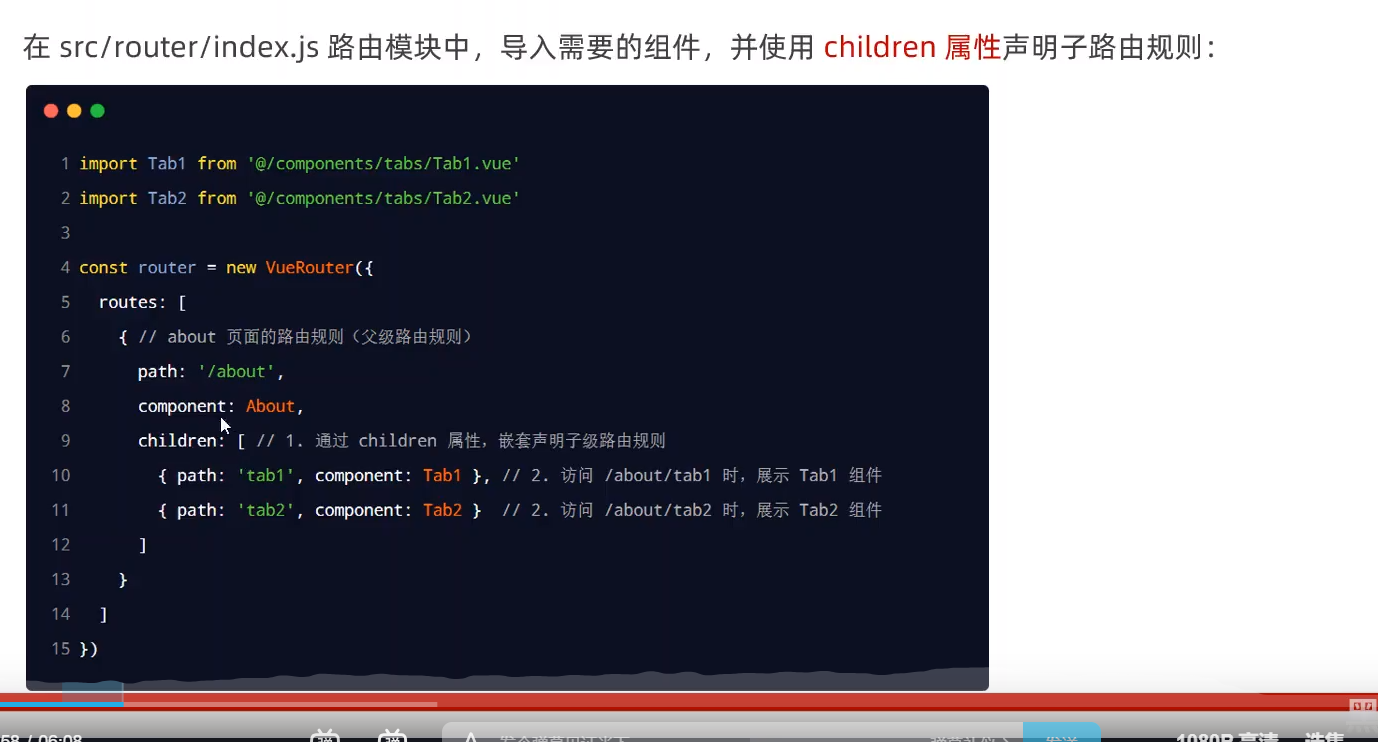 在 src/router/index.js 路由模块中，导入需要的组件，并使用 children 属性声明子路由规则：
1 import Tab1 from '@/components/tabs/Tab1.vue'
2 import Tab2 from '@/components/tabs/Tab2.vue'
3
4 const router = new VueRouter({
5 routes: [
6 { // about 页面的路由规则（父级路由规则）
7 path: '/about',
8 component: About,
9 children: [ // 1. 通过 children 属性，嵌套声明子级路由规则
10 { path: 'tab1', component: Tab1 }, // 2. 访问 /about/tab1 时，展示 Tab1 组件
11 { path: 'tab2', component: Tab2 } // 2. 访问 /about/tab2 时，展示 Tab2 组件
12 ]
13 }
14 ]
15 })
58 / 06:08 1080P 高清 选集